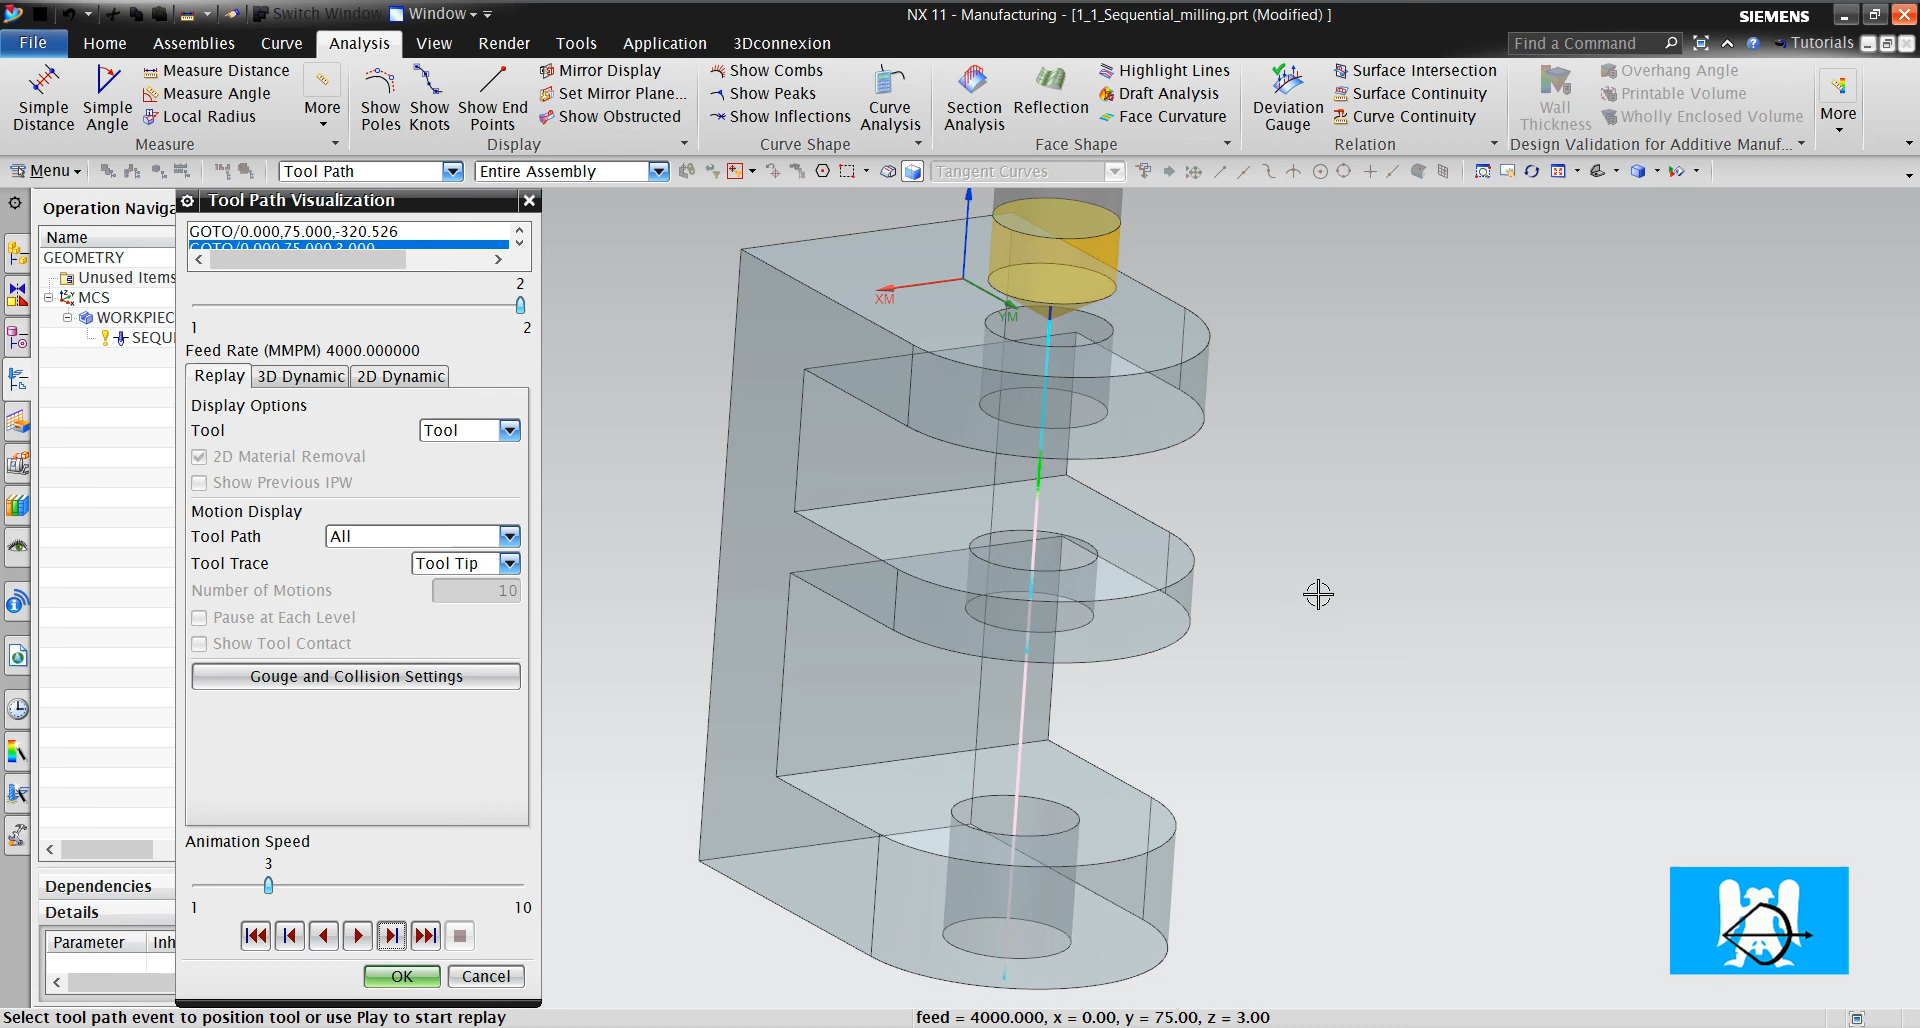 Switch Window Window NX 11 - Manufacturing - [1_1_Sequential_milling.prt (Modified) ] SIEMENS
File Home Assemblies Curve Analysis View Render Tools Application 3Dconnexion Find a Command Tutorials
Simple Distance
Simple Angle
Measure Distance
Measure Angle
Local Radius
More
Measure
Show Poles
Show Knots
Show End Points
Mirror Display
Set Mirror Plane...
Show Obstructed
Display
Show Combs
Show Peaks
Show Inflections
Curve Analysis
Curve Shape
Section Analysis
Reflection
Highlight Lines
Draft Analysis
Face Curvature
Face Shape
Deviation Gauge
Surface Intersection
Surface Continuity
Curve Continuity
Relation
Wall Thickness
Overhang Angle
Printable Volume
Wholly Enclosed Volume
Design Validation for Additive Manuf...
More
Menu Tool Path Entire Assembly Tangent Curves
Operation Naviga
Name
GEOMETRY
Unused Items
MCS
WORKPIEC
SEQU
Dependencies
Details
Parameter Inh
Tool Path Visualization
GOTO/0.000,75.000,-320.526
GOTO/0.000,75.000,3.000
2
1 2
Feed Rate (MMPM) 4000.000000
Replay 3D Dynamic 2D Dynamic
Display Options
Tool Tool
2D Material Removal
Show Previous IPW
Motion Display
Tool Path All
Tool Trace Tool Tip
Number of Motions 10
Pause at Each Level
Show Tool Contact
Gouge and Collision Settings
Animation Speed
3
1 10
OK Cancel
XM
YM
Select tool path event to position tool or use Play to start replay feed = 4000.000, x = 0.00, y = 75.00, z = 3.00